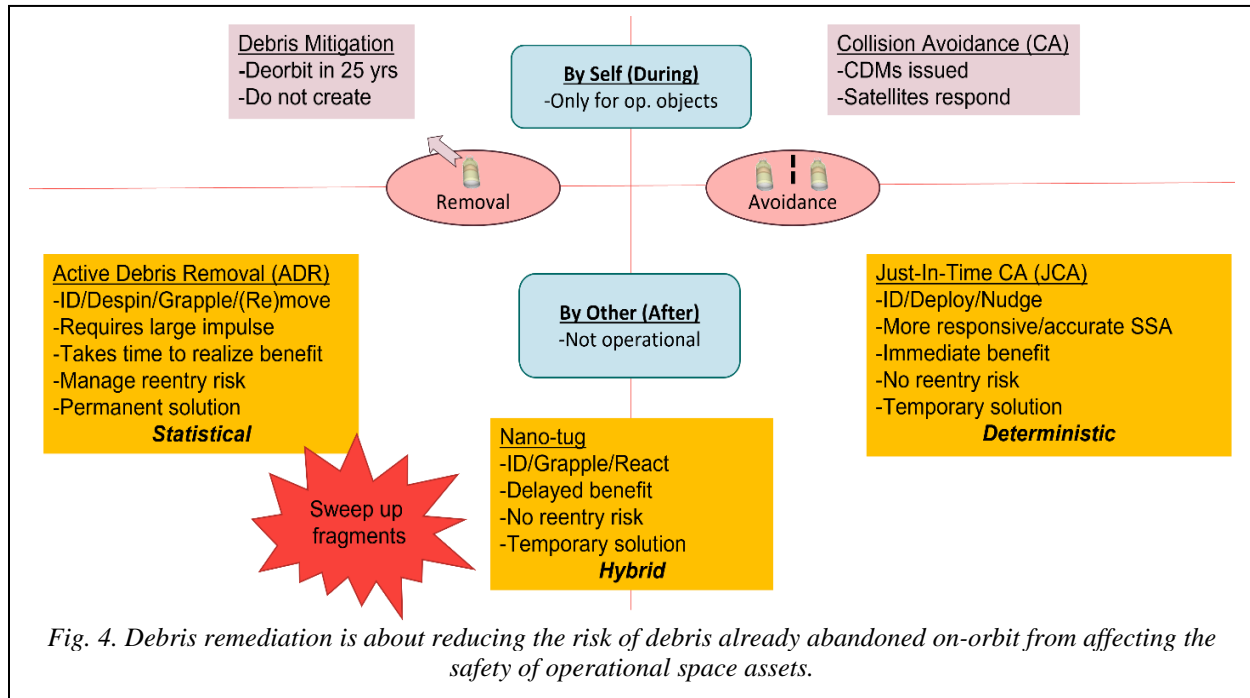 Debris Mitigation
-Deorbit in 25 yrs
-Do not create
By Self (During)
-Only for op. objects
Collision Avoidance (CA)
-CDMs issued
-Satellites respond
Removal
Avoidance
Active Debris Removal (ADR)
-ID/Despin/Grapple/(Re)move
-Requires large impulse
-Takes time to realize benefit
-Manage reentry risk
-Permanent solution
Statistical
By Other (After)
-Not operational
Just-In-Time CA (JCA)
-ID/Deploy/Nudge
-More responsive/accurate SSA
-Immediate benefit
-No reentry risk
-Temporary solution
Deterministic
Sweep up
fragments
Nano-tug
-ID/Grapple/React
-Delayed benefit
-No reentry risk
-Temporary solution
Hybrid
Fig. 4. Debris remediation is about reducing the risk of debris already abandoned on-orbit from affecting the
safety of operational space assets.